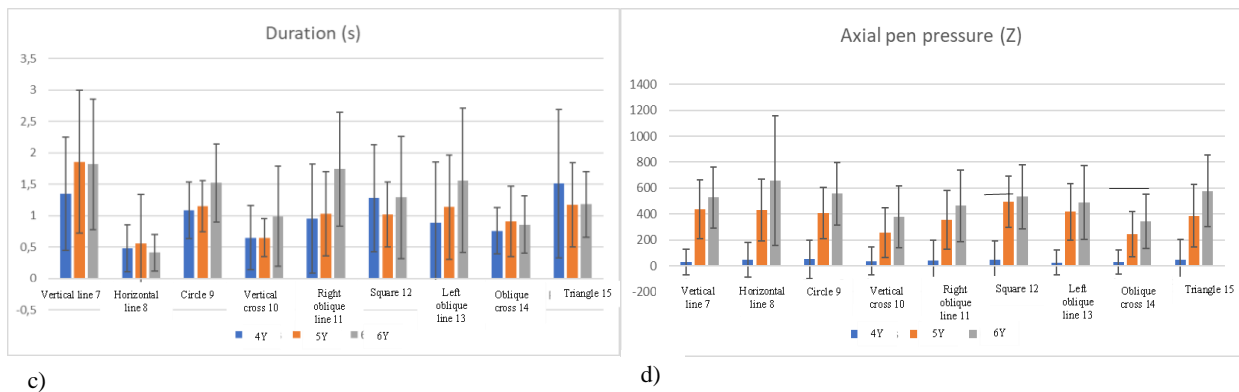 Duration (s)
3,5
3
2,5
2
1,5
1
0,5
0
-0,5
Vertical line 7
Horizontal line 8
Circle 9
Vertical cross 10
Right oblique line 11
Square 12
Left oblique line 13
Oblique cross 14
Triangle 15
4Y 5Y 6Y
c)
Axial pen pressure (Z)
1400
1200
1000
800
600
400
200
0
-200
Vertical line 7
Horizontal line 8
Circle 9
Vertical cross 10
Right oblique line 11
Square 12
Left oblique line 13
Oblique cross 14
Triangle 15
4Y 5Y 6Y
d)